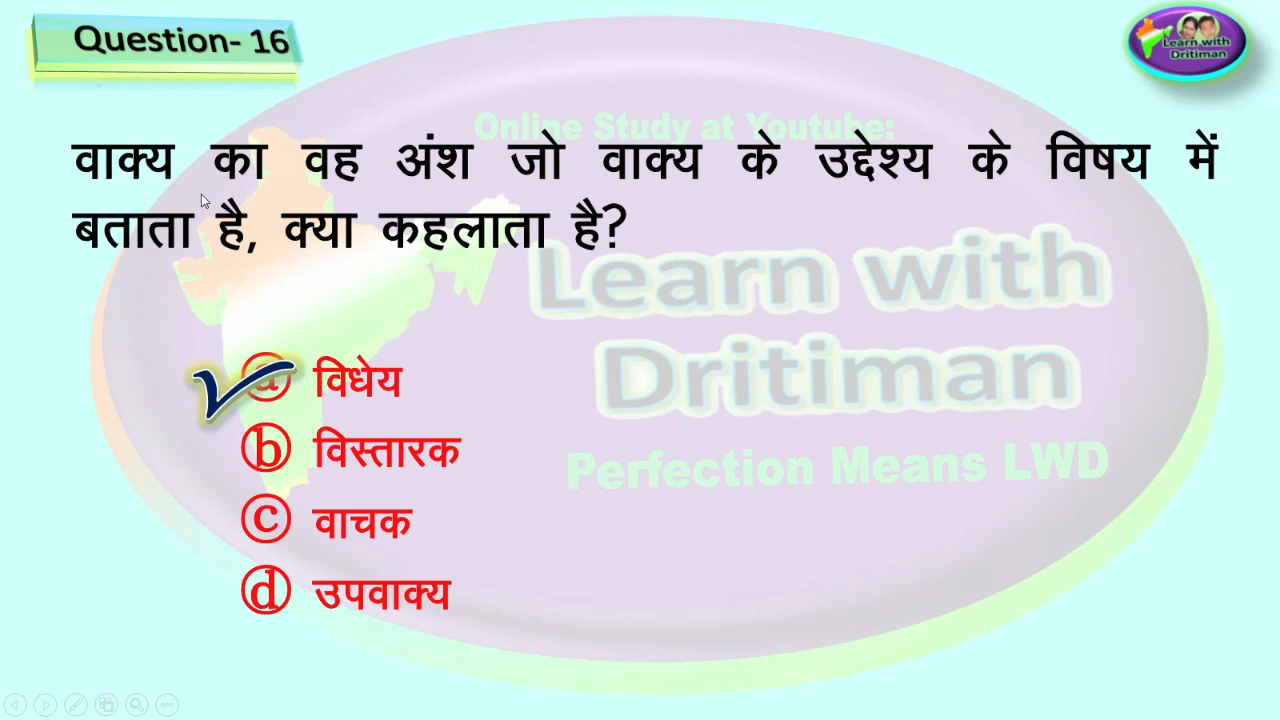 Question- 16
Learn with
Dritiman
Online Study at Youtube:
वाक्य का वह अंश जो वाक्य के उद्देश्य के विषय में
बताता है, क्या कहलाता है?
Learn with
Dritiman
Perfection Means LWD
ⓐ विधेय
ⓑ विस्तारक
ⓒ वाचक
ⓓ उपवाक्य